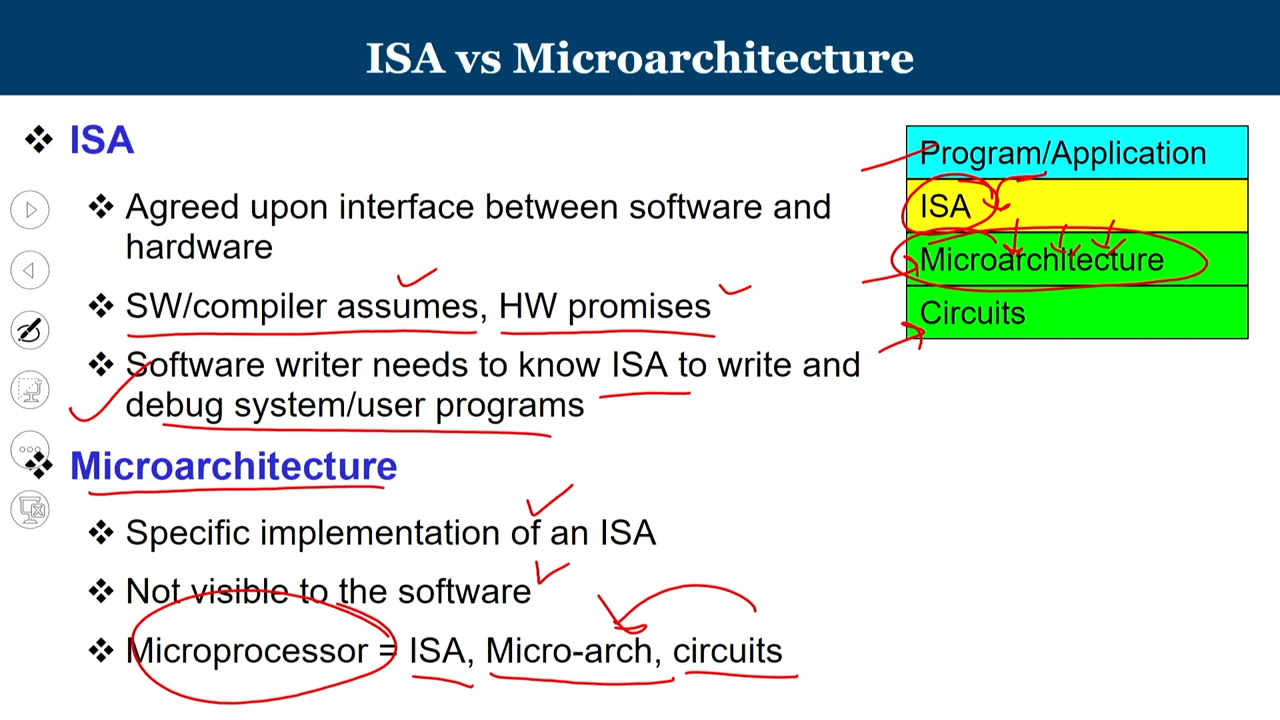 ISA vs Microarchitecture
❖ ISA
❖ Agreed upon interface between software and
hardware
❖ SW/compiler assumes, HW promises
❖ Software writer needs to know ISA to write and
debug system/user programs
❖ Microarchitecture
❖ Specific implementation of an ISA
❖ Not visible to the software
❖ Microprocessor = ISA, Micro-arch, circuits
Program/Application
ISA
Microarchitecture
Circuits